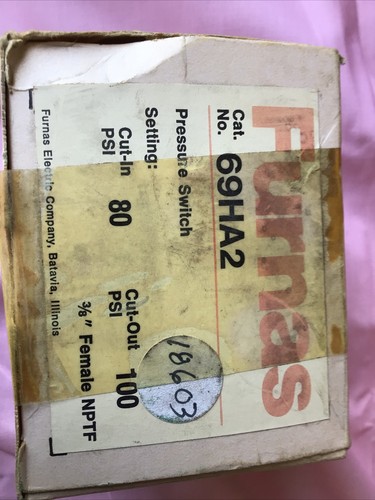 Furnas
Cat.
No. 69HA2
Pressure Switch
Setting:
Cut-In 80 Cut-Out 100
PSI PSI
3/8" Female NPTF
Furnas Electric Company, Batavia, Illinois
18603